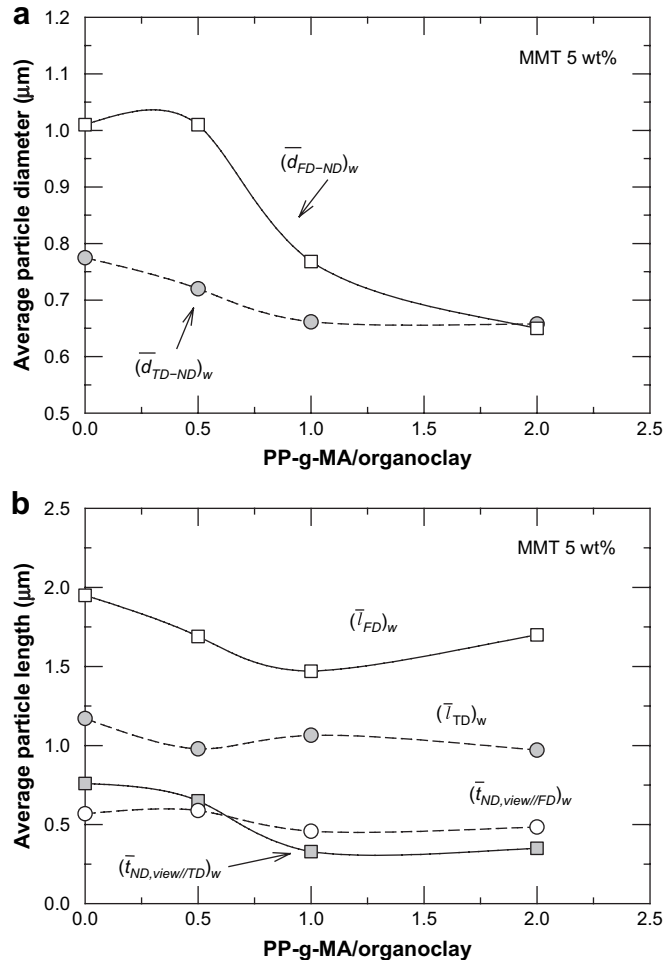 a
1.2
1.1
1.0
0.9
0.8
0.7
0.6
0.5
Average particle diameter (μm)
MMT 5 wt%
(d̅FD–ND)w
(d̅TD–ND)w
0.0 0.5 1.0 1.5 2.0 2.5
PP-g-MA/organoclay
b
2.5
2.0
1.5
1.0
0.5
0.0
Average particle length (μm)
MMT 5 wt%
(l̅FD)w
(l̅TD)w
(t̅ND,view//FD)w
(t̅ND,view//TD)w
0.0 0.5 1.0 1.5 2.0 2.5
PP-g-MA/organoclay